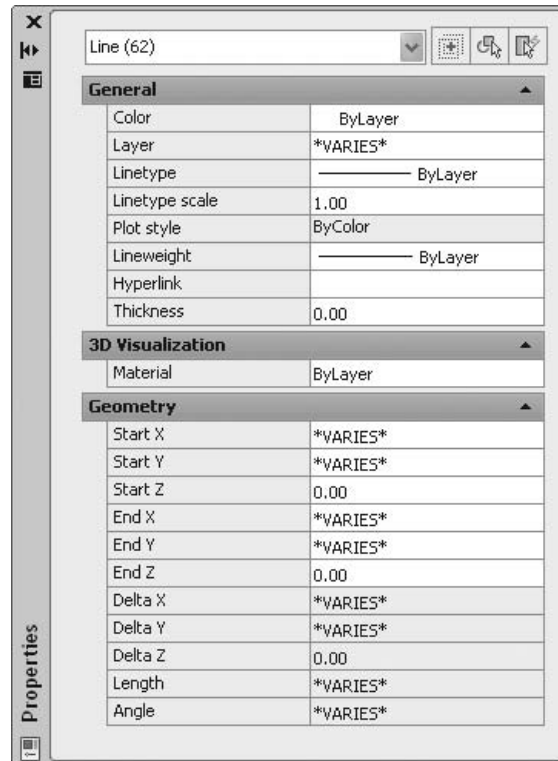 Line (62)
General
Color ByLayer
Layer *VARIES*
Linetype ByLayer
Linetype scale 1.00
Plot style ByColor
Lineweight ByLayer
Hyperlink
Thickness 0.00
3D Visualization
Material ByLayer
Geometry
Start X *VARIES*
Start Y *VARIES*
Start Z 0.00
End X *VARIES*
End Y *VARIES*
End Z 0.00
Delta X *VARIES*
Delta Y *VARIES*
Delta Z 0.00
Length *VARIES*
Angle *VARIES*
Properties